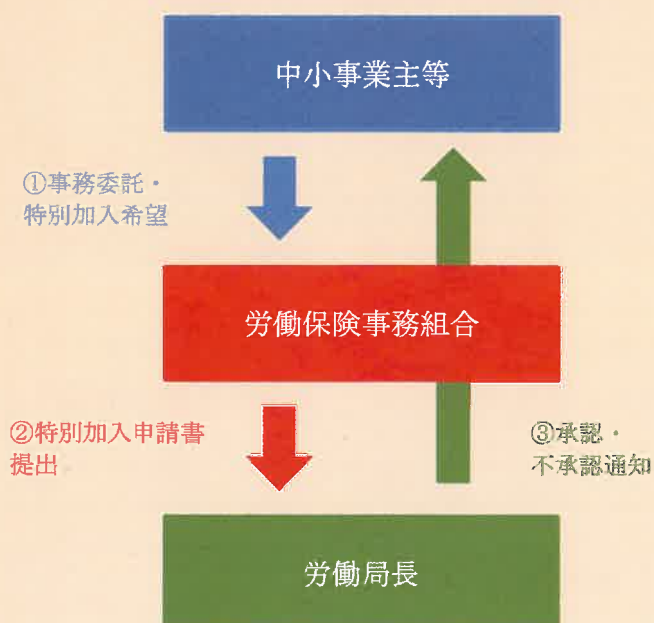 中小事業主等
①事務委託・
特別加入希望
労働保険事務組合
②特別加入申請書
提出
③承認・
不承認通知
労働局長